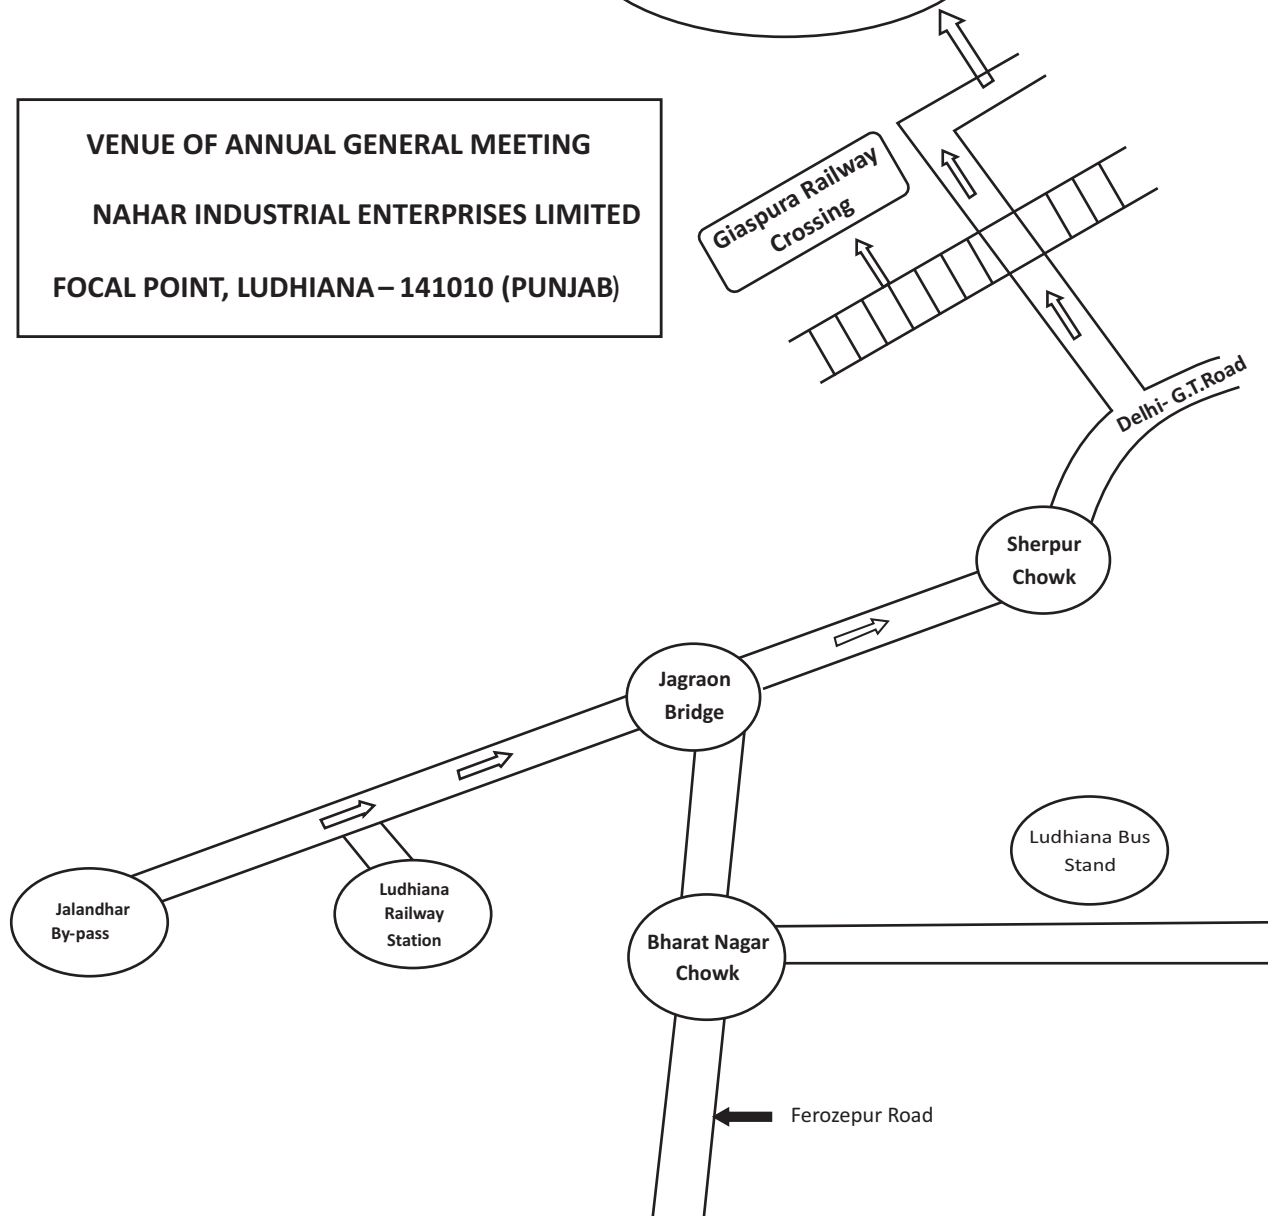 VENUE OF ANNUAL GENERAL MEETING
NAHAR INDUSTRIAL ENTERPRISES LIMITED
FOCAL POINT, LUDHIANA – 141010 (PUNJAB)
Giaspura Railway
Crossing
Delhi- G.T.Road
Sherpur
Chowk
Jagraon
Bridge
Ludhiana Bus
Stand
Jalandhar
By-pass
Ludhiana
Railway
Station
Bharat Nagar
Chowk
Ferozepur Road